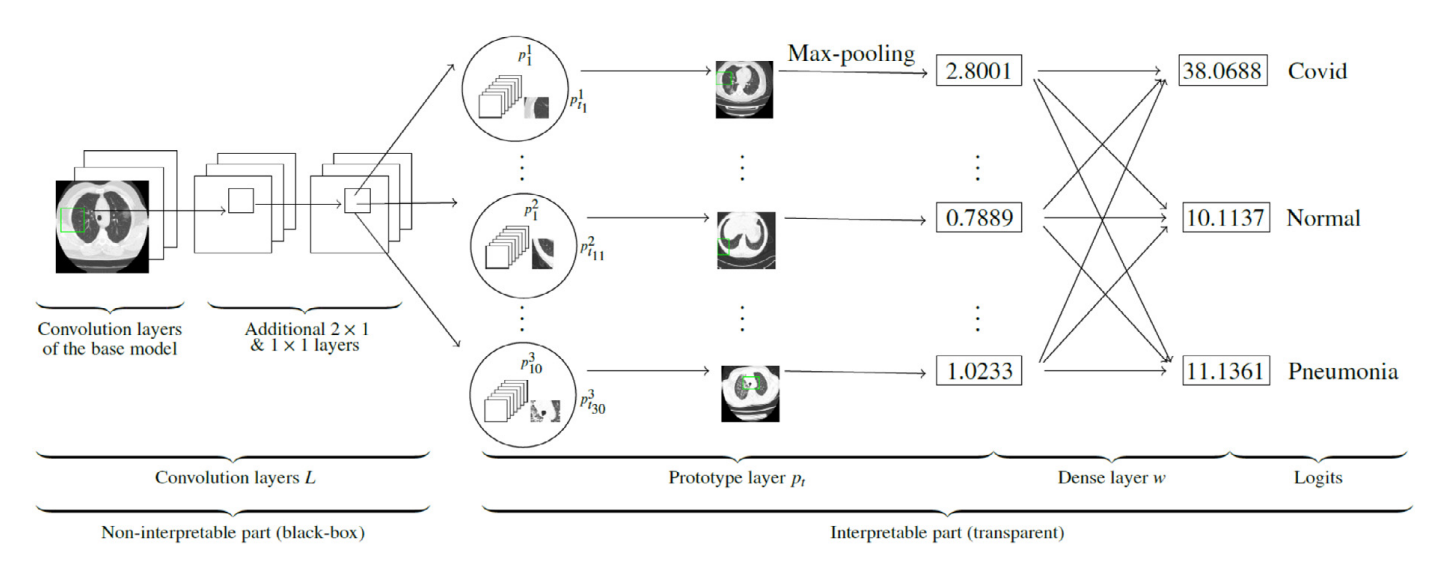 p_1^1
p_{t_1}^1
Max-pooling
2.8001
38.0688
Covid
p_1^2
p_{t_{11}}^2
0.7889
10.1137
Normal
Convolution layers
of the base model
Additional 2 × 1
& 1 × 1 layers
p_{10}^3
p_{t_{30}}^3
1.0233
11.1361
Pneumonia
Convolution layers L
Prototype layer p_t
Dense layer w
Logits
Non-interpretable part (black-box)
Interpretable part (transparent)